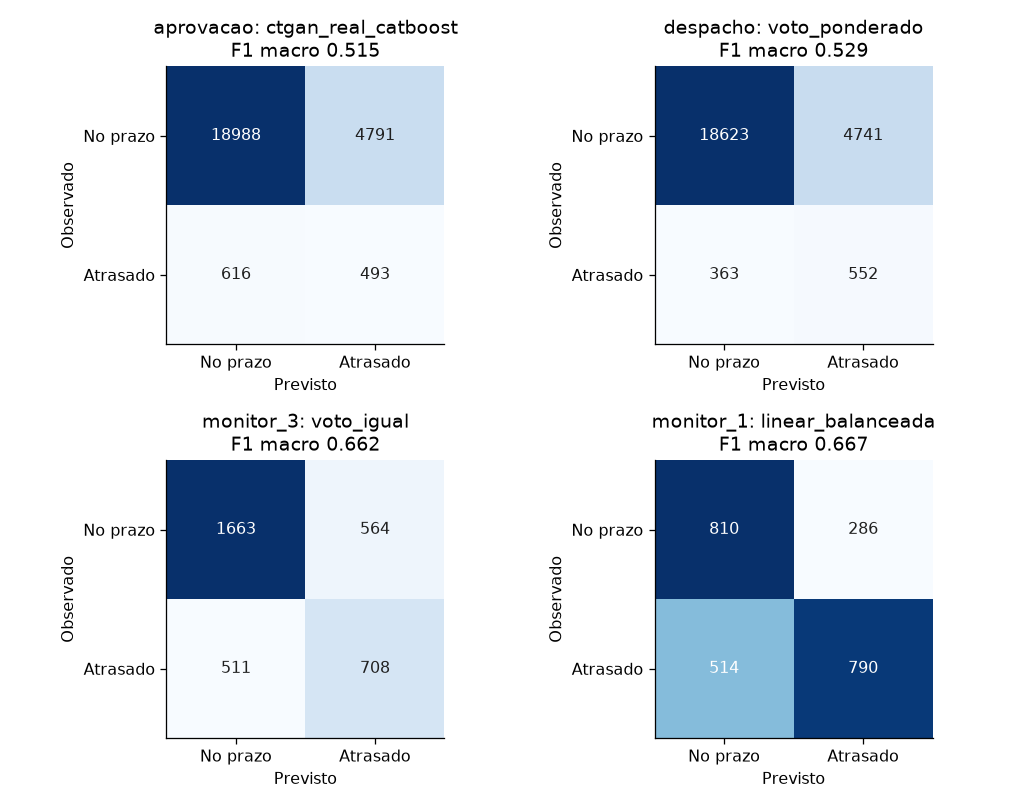 aprovacao: ctgan_real_catboost
F1 macro 0.515
No prazo
18988
4791
Atrasado
616
493
Observado
No prazo
Atrasado
Previsto
despacho: voto_ponderado
F1 macro 0.529
No prazo
18623
4741
Atrasado
363
552
Observado
No prazo
Atrasado
Previsto
monitor_3: voto_igual
F1 macro 0.662
No prazo
1663
564
Atrasado
511
708
Observado
No prazo
Atrasado
Previsto
monitor_1: linear_balanceada
F1 macro 0.667
No prazo
810
286
Atrasado
514
790
Observado
No prazo
Atrasado
Previsto